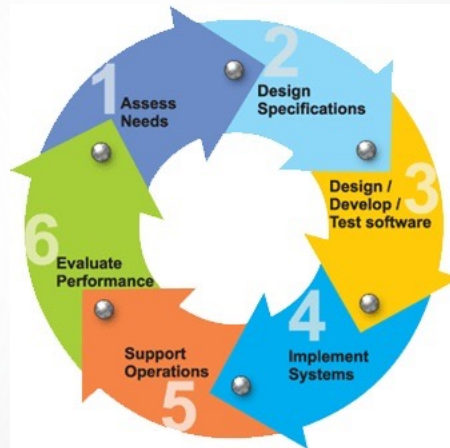 1
Assess
Needs
2
Design
Specifications
3
Design /
Develop /
Test software
4
Implement
Systems
5
Support
Operations
6
Evaluate
Performance